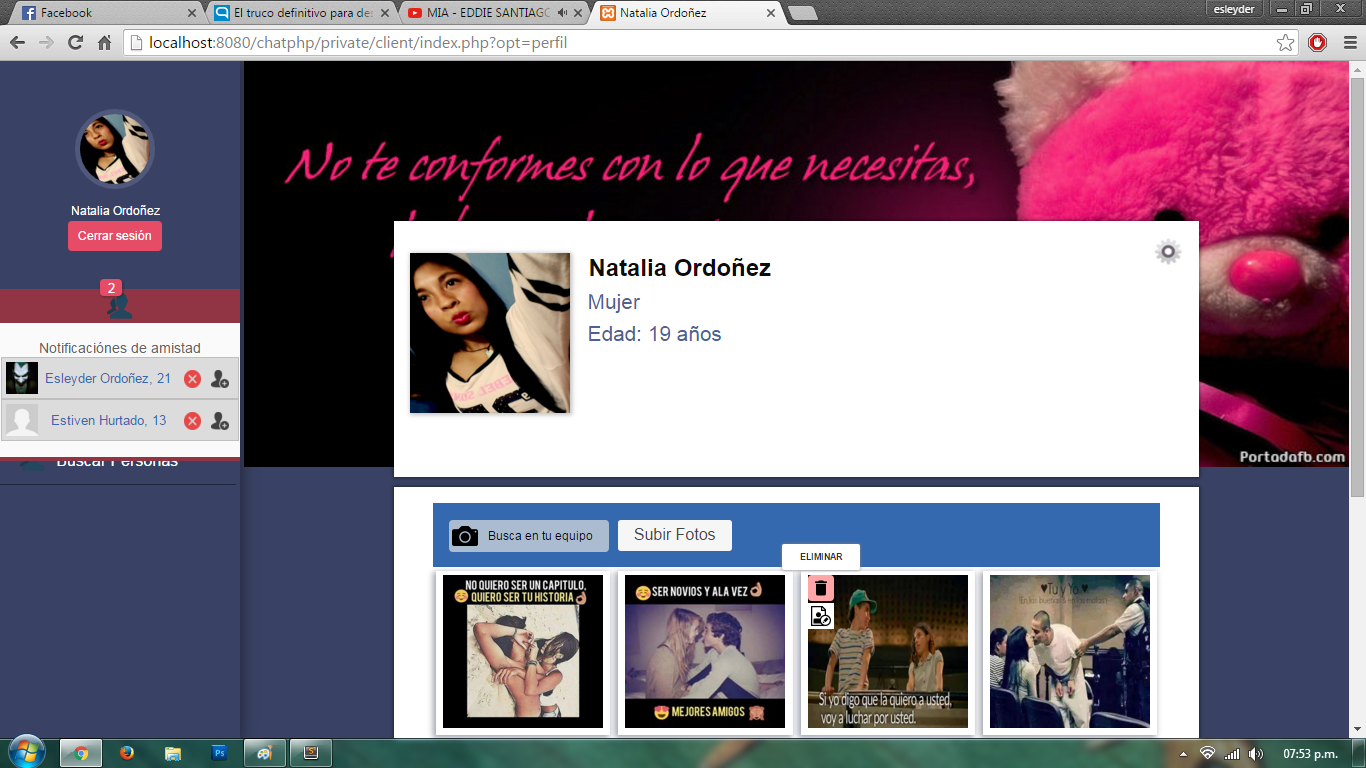 Facebook
El truco definitivo para de
MIA - EDDIE SANTIAGO
Natalia Ordoñez
esleyder
localhost:8080/chatphp/private/client/index.php?opt=perfil
Natalia Ordoñez
Cerrar sesión
2
Notificaciónes de amistad
Esleyder Ordoñez, 21
Estiven Hurtado, 13
Buscar Personas
No te conformes con lo que necesitas,
Portadafb.com
Natalia Ordoñez
Mujer
Edad: 19 años
Busca en tu equipo
Subir Fotos
ELIMINAR
NO QUIERO SER UN CAPITULO,
QUIERO SER TU HISTORIA
SER NOVIOS Y ALA VEZ
MEJORES AMIGOS
Si yo digo que la quiero a usted,
voy a luchar por usted.
♥Tu y Yo ♥
Ps
07:53 p.m.